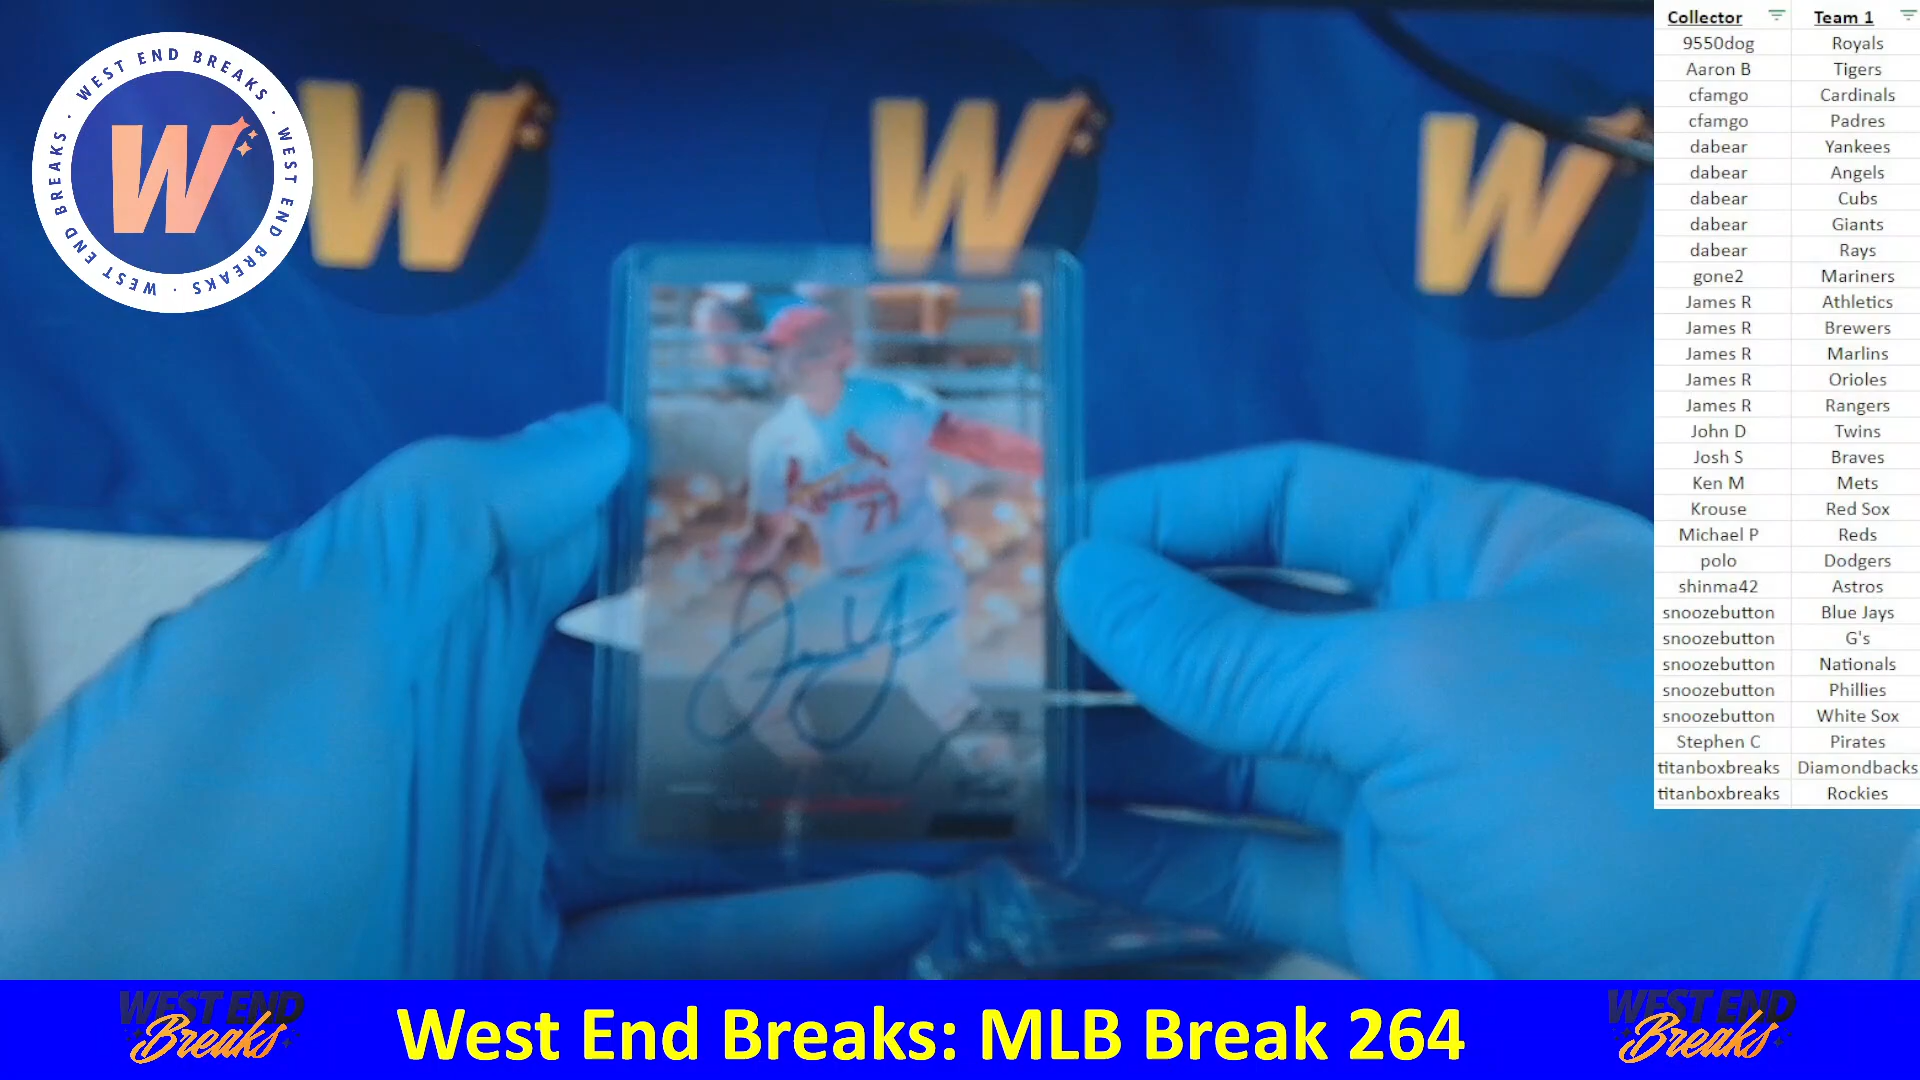 Collector Team 1
9550dog Royals
Aaron B Tigers
cfamgo Cardinals
cfamgo Padres
dabear Yankees
dabear Angels
dabear Cubs
dabear Giants
dabear Rays
gone2 Mariners
James R Athletics
James R Brewers
James R Marlins
James R Orioles
James R Rangers
John D Twins
Josh S Braves
Ken M Mets
Krouse Red Sox
Michael P Reds
polo Dodgers
shinma42 Astros
snoozebutton Blue Jays
snoozebutton G's
snoozebutton Nationals
snoozebutton Phillies
snoozebutton White Sox
Stephen C Pirates
titanboxbreaks Diamondbacks
titanboxbreaks Rockies
WEST END BREAKS · WEST END BREAKS · WEST END BREAKS ·
W
W
W
W
77
WEST END
Breaks
West End Breaks: MLB Break 264
WEST END
Breaks